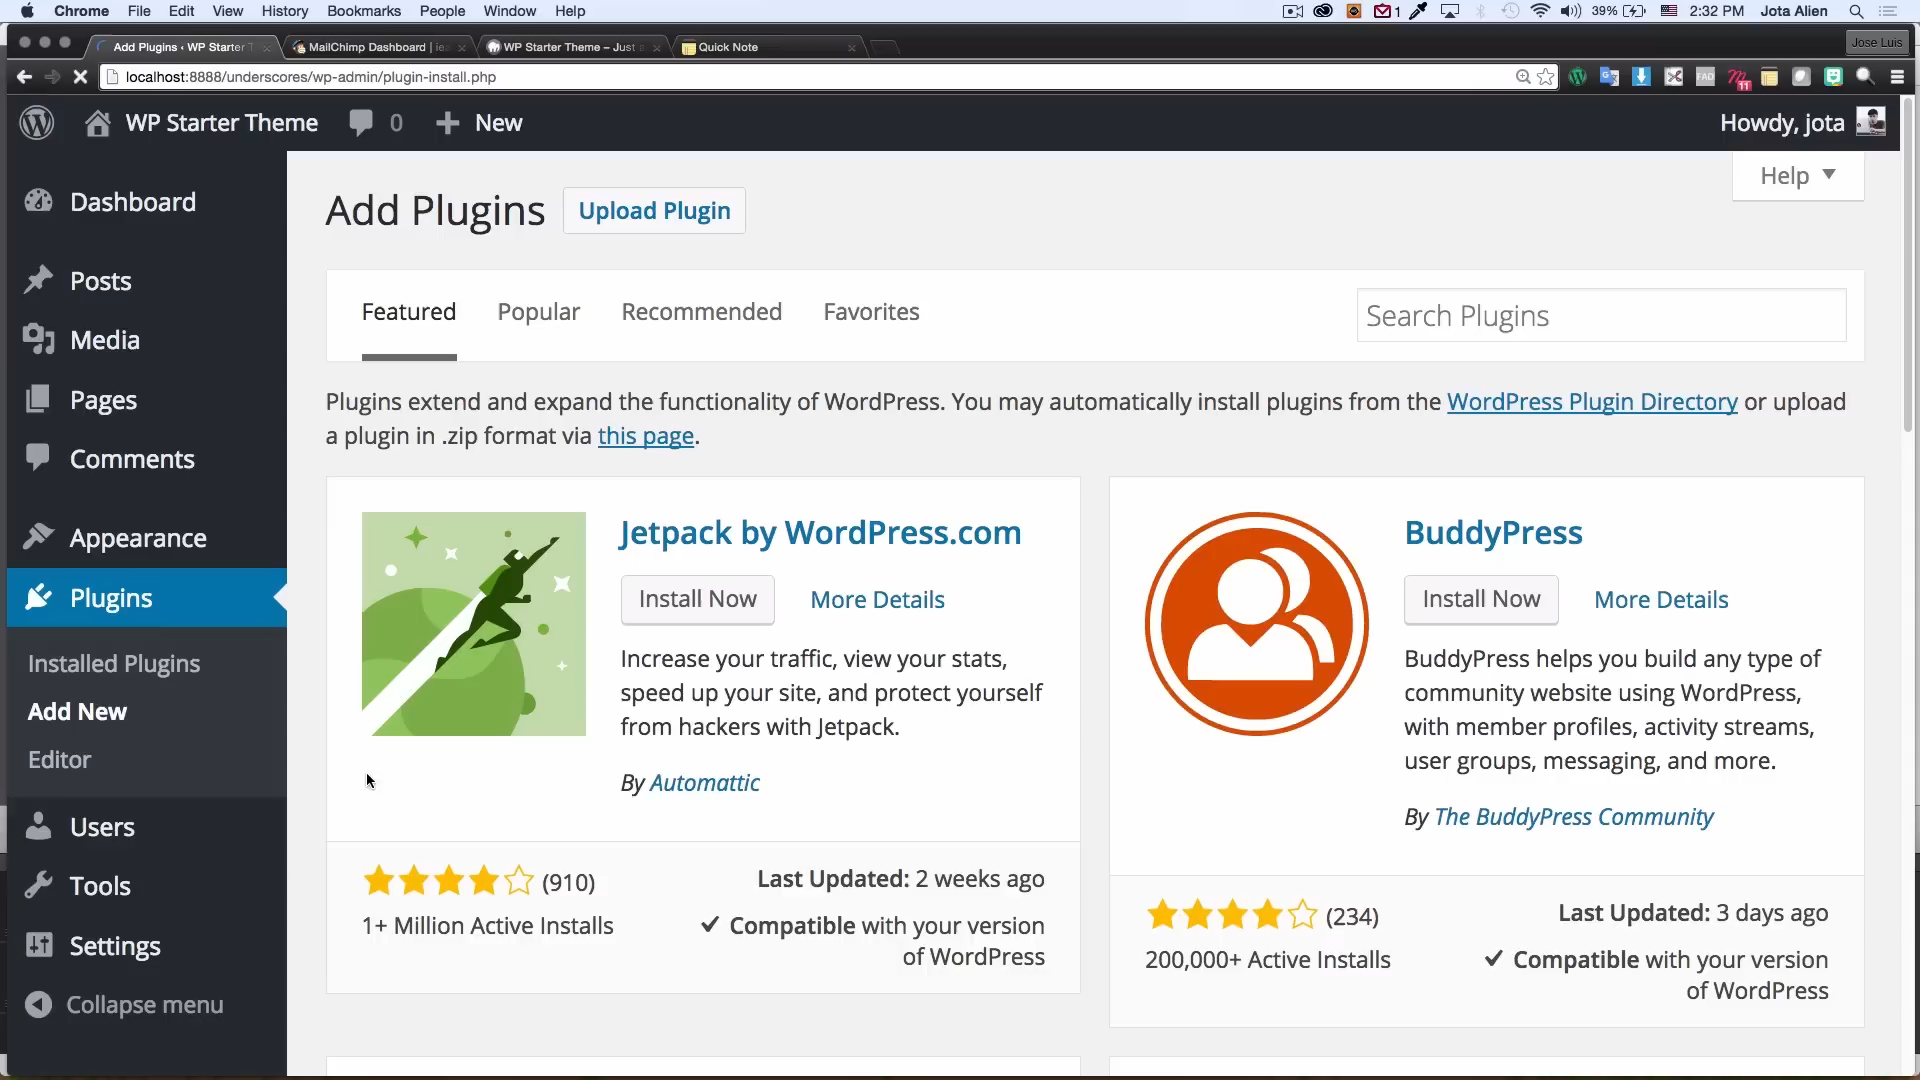 Chrome File Edit View History Bookmarks People Window Help
1 39% 2:32 PM Jota Alien
Add Plugins ‹ WP Starter T
MailChimp Dashboard | ie
WP Starter Theme – Just
Quick Note
Jose Luis
localhost:8888/underscores/wp-admin/plugin-install.php
FAD
11
WP Starter Theme 0 New
Howdy, jota
Dashboard
Posts
Media
Pages
Comments
Appearance
Plugins
Installed Plugins
Add New
Editor
Users
Tools
Settings
Collapse menu
Help
Add Plugins Upload Plugin
Featured Popular Recommended Favorites
Search Plugins
Plugins extend and expand the functionality of WordPress. You may automatically install plugins from the WordPress Plugin Directory or upload
a plugin in .zip format via this page.
Jetpack by WordPress.com
Install Now More Details
Increase your traffic, view your stats,
speed up your site, and protect yourself
from hackers with Jetpack.
By Automattic
(910)
Last Updated: 2 weeks ago
1+ Million Active Installs
Compatible with your version
of WordPress
BuddyPress
Install Now More Details
BuddyPress helps you build any type of
community website using WordPress,
with member profiles, activity streams,
user groups, messaging, and more.
By The BuddyPress Community
(234)
Last Updated: 3 days ago
200,000+ Active Installs
Compatible with your version
of WordPress